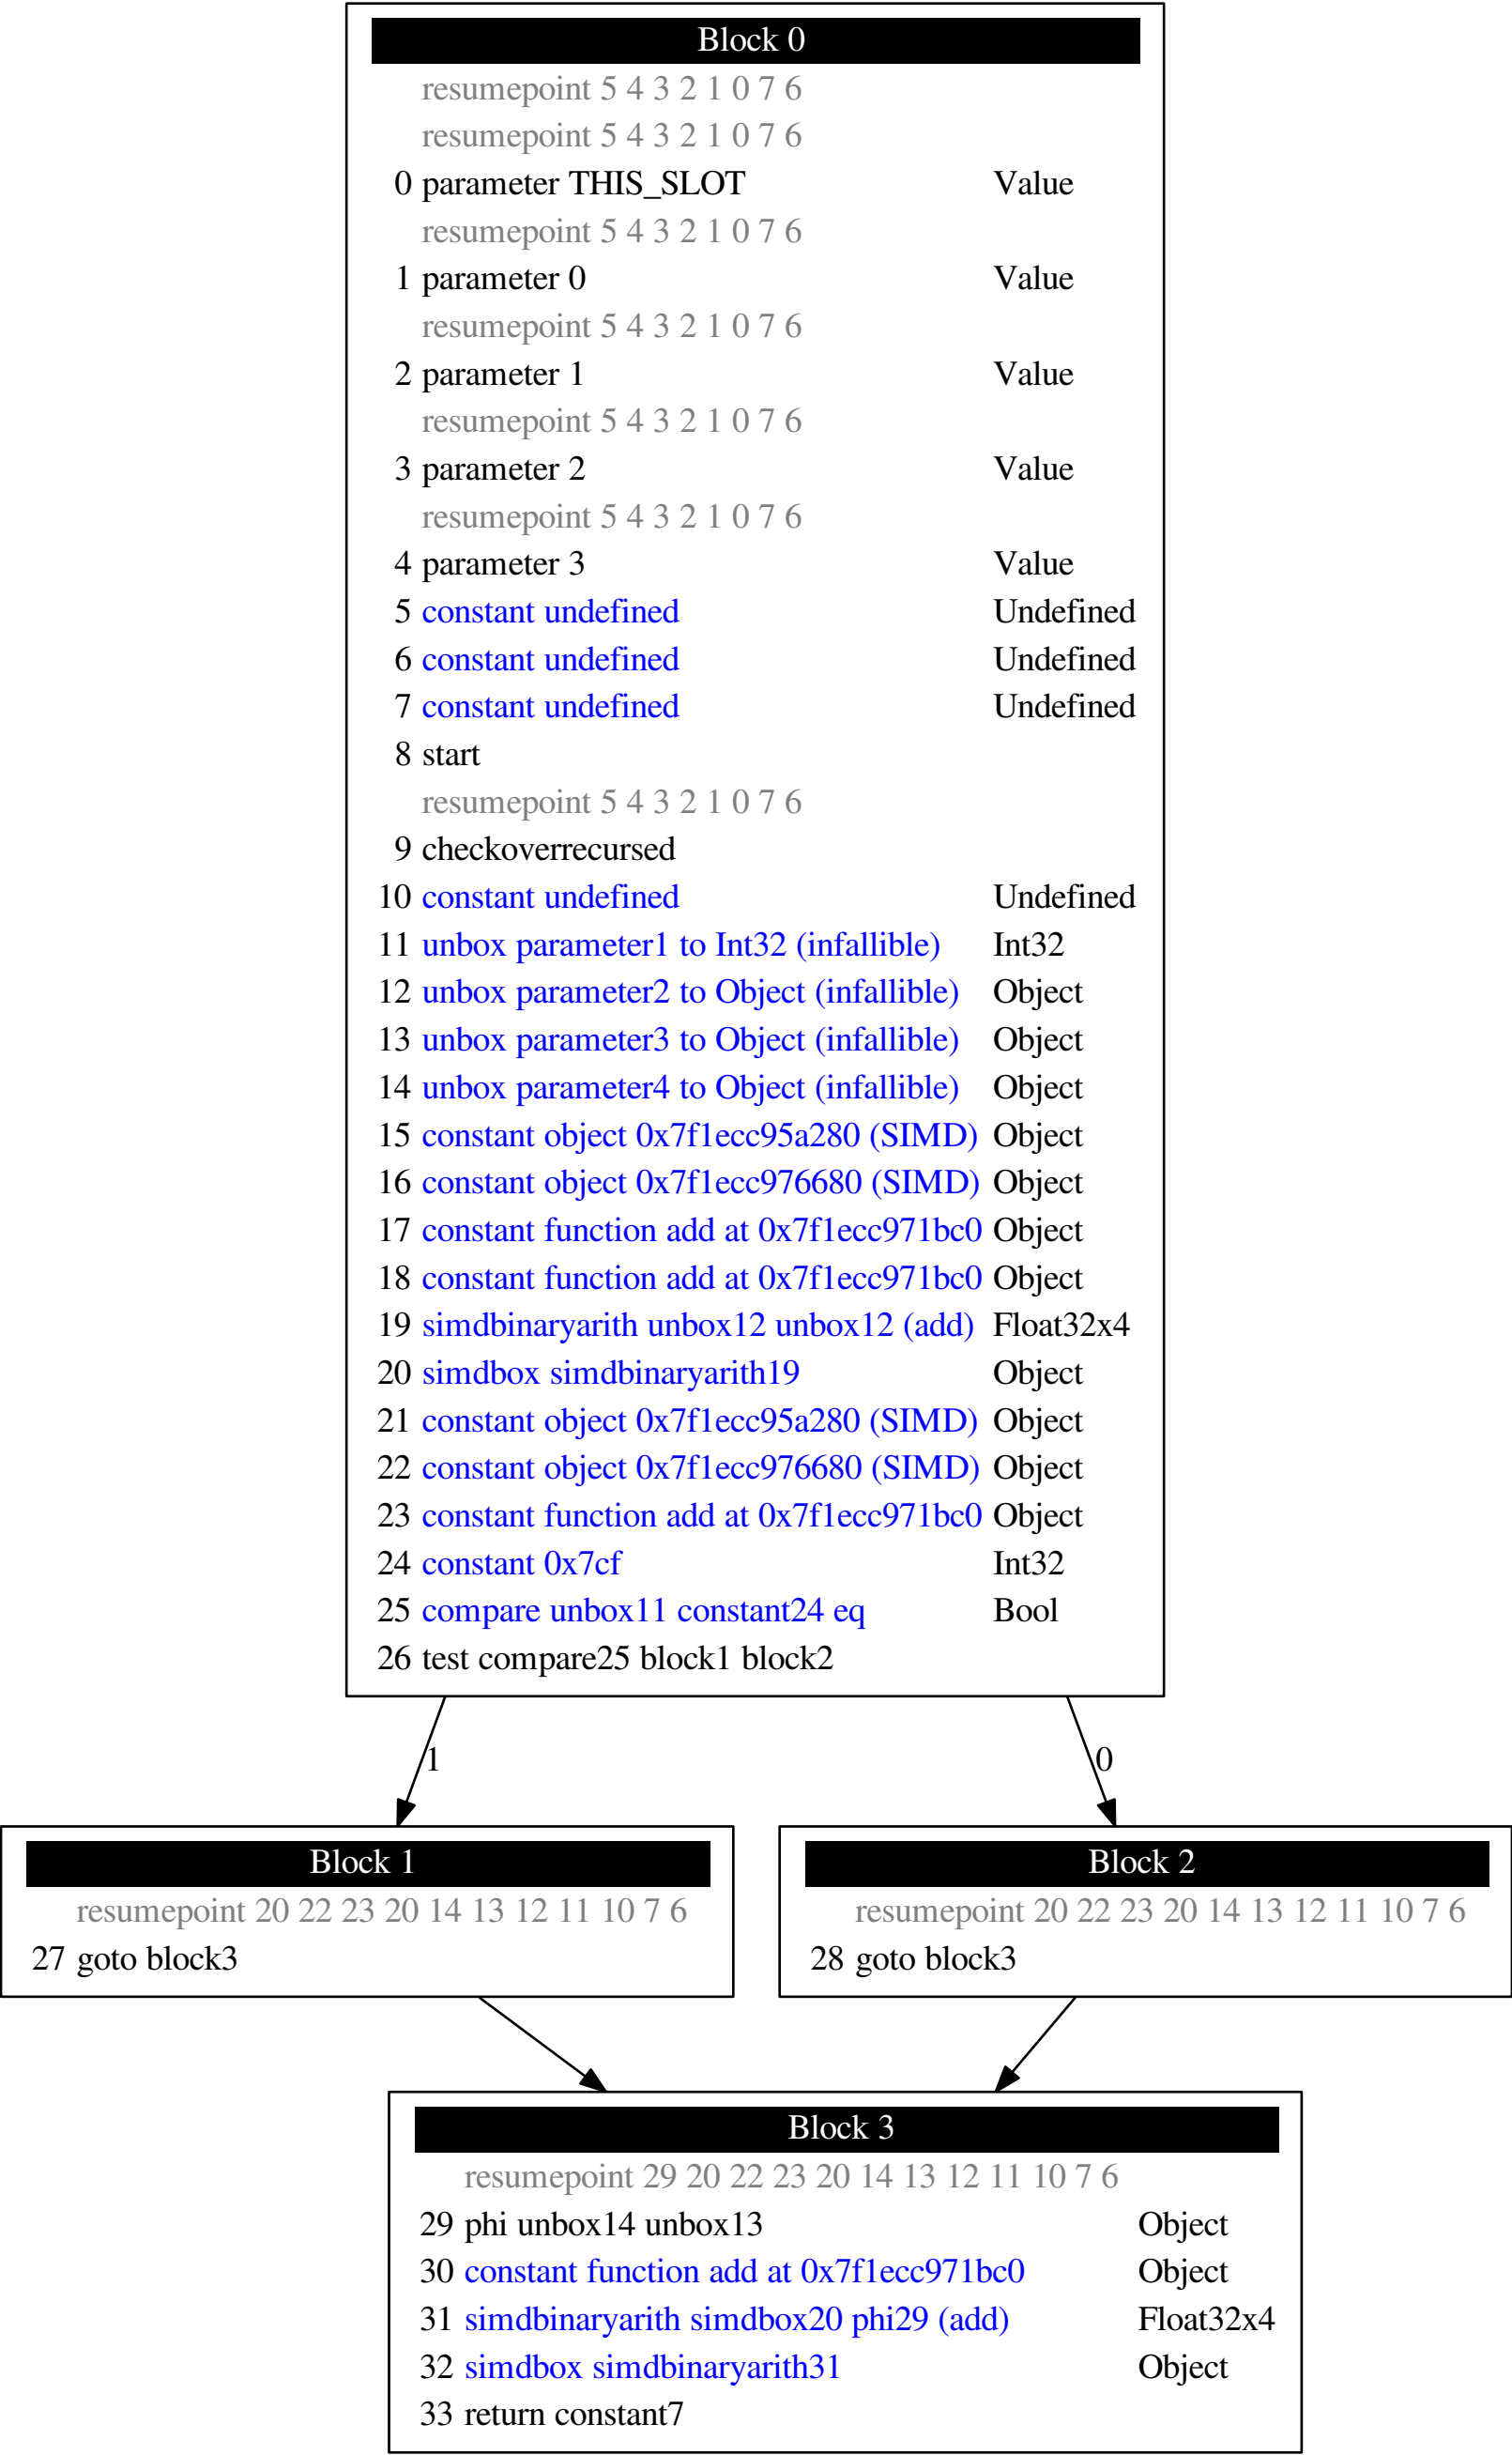 Block 0
resumepoint 5 4 3 2 1 0 7 6
resumepoint 5 4 3 2 1 0 7 6
0 parameter THIS_SLOT Value
resumepoint 5 4 3 2 1 0 7 6
1 parameter 0 Value
resumepoint 5 4 3 2 1 0 7 6
2 parameter 1 Value
resumepoint 5 4 3 2 1 0 7 6
3 parameter 2 Value
resumepoint 5 4 3 2 1 0 7 6
4 parameter 3 Value
5 constant undefined Undefined
6 constant undefined Undefined
7 constant undefined Undefined
8 start
resumepoint 5 4 3 2 1 0 7 6
9 checkoverrecursed
10 constant undefined Undefined
11 unbox parameter1 to Int32 (infallible) Int32
12 unbox parameter2 to Object (infallible) Object
13 unbox parameter3 to Object (infallible) Object
14 unbox parameter4 to Object (infallible) Object
15 constant object 0x7f1ecc95a280 (SIMD) Object
16 constant object 0x7f1ecc976680 (SIMD) Object
17 constant function add at 0x7f1ecc971bc0 Object
18 constant function add at 0x7f1ecc971bc0 Object
19 simdbinaryarith unbox12 unbox12 (add) Float32x4
20 simdbox simdbinaryarith19 Object
21 constant object 0x7f1ecc95a280 (SIMD) Object
22 constant object 0x7f1ecc976680 (SIMD) Object
23 constant function add at 0x7f1ecc971bc0 Object
24 constant 0x7cf Int32
25 compare unbox11 constant24 eq Bool
26 test compare25 block1 block2
1
0
Block 1
resumepoint 20 22 23 20 14 13 12 11 10 7 6
27 goto block3
Block 2
resumepoint 20 22 23 20 14 13 12 11 10 7 6
28 goto block3
Block 3
resumepoint 29 20 22 23 20 14 13 12 11 10 7 6
29 phi unbox14 unbox13 Object
30 constant function add at 0x7f1ecc971bc0 Object
31 simdbinaryarith simdbox20 phi29 (add) Float32x4
32 simdbox simdbinaryarith31 Object
33 return constant7